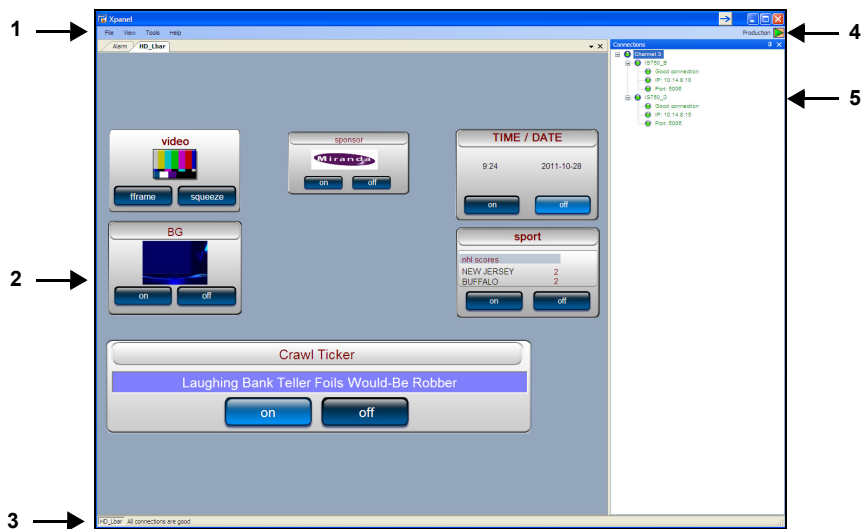 Xpanel
1
File View Tools Help
Production
4
Alarm HD_Lbar
Connections
Channel 3
IS750_B
Good connection
IP: 10.14.8.13
Port: 5006
5
IS750_D
Good connection
IP: 10.14.8.15
Port: 5006
video
fframe squeeze
sponsor
Miranda
on off
TIME / DATE
9:24 2011-10-28
on off
2
BG
on off
sport
nhl scores
NEW JERSEY 2
BUFFALO 2
on off
Crawl Ticker
Laughing Bank Teller Foils Would-Be Robber
on off
3
HD_Lbar All connections are good